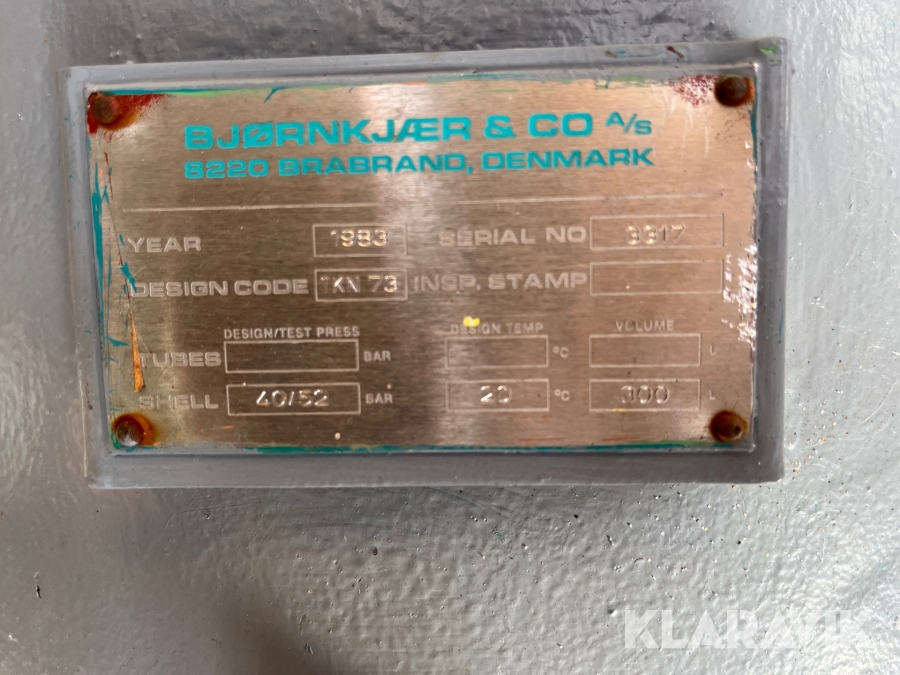 BJØRNKJÆR & CO A/S
8220 BRABRAND, DENMARK
YEAR 1983 SERIAL NO 3317
DESIGN CODE TKN 73 INSP. STAMP
DESIGN/TEST PRESS DESIGN TEMP VOLUME
TUBES BAR °C L
SHELL 40/52 BAR 20 °C 300 L
KLARAVIK